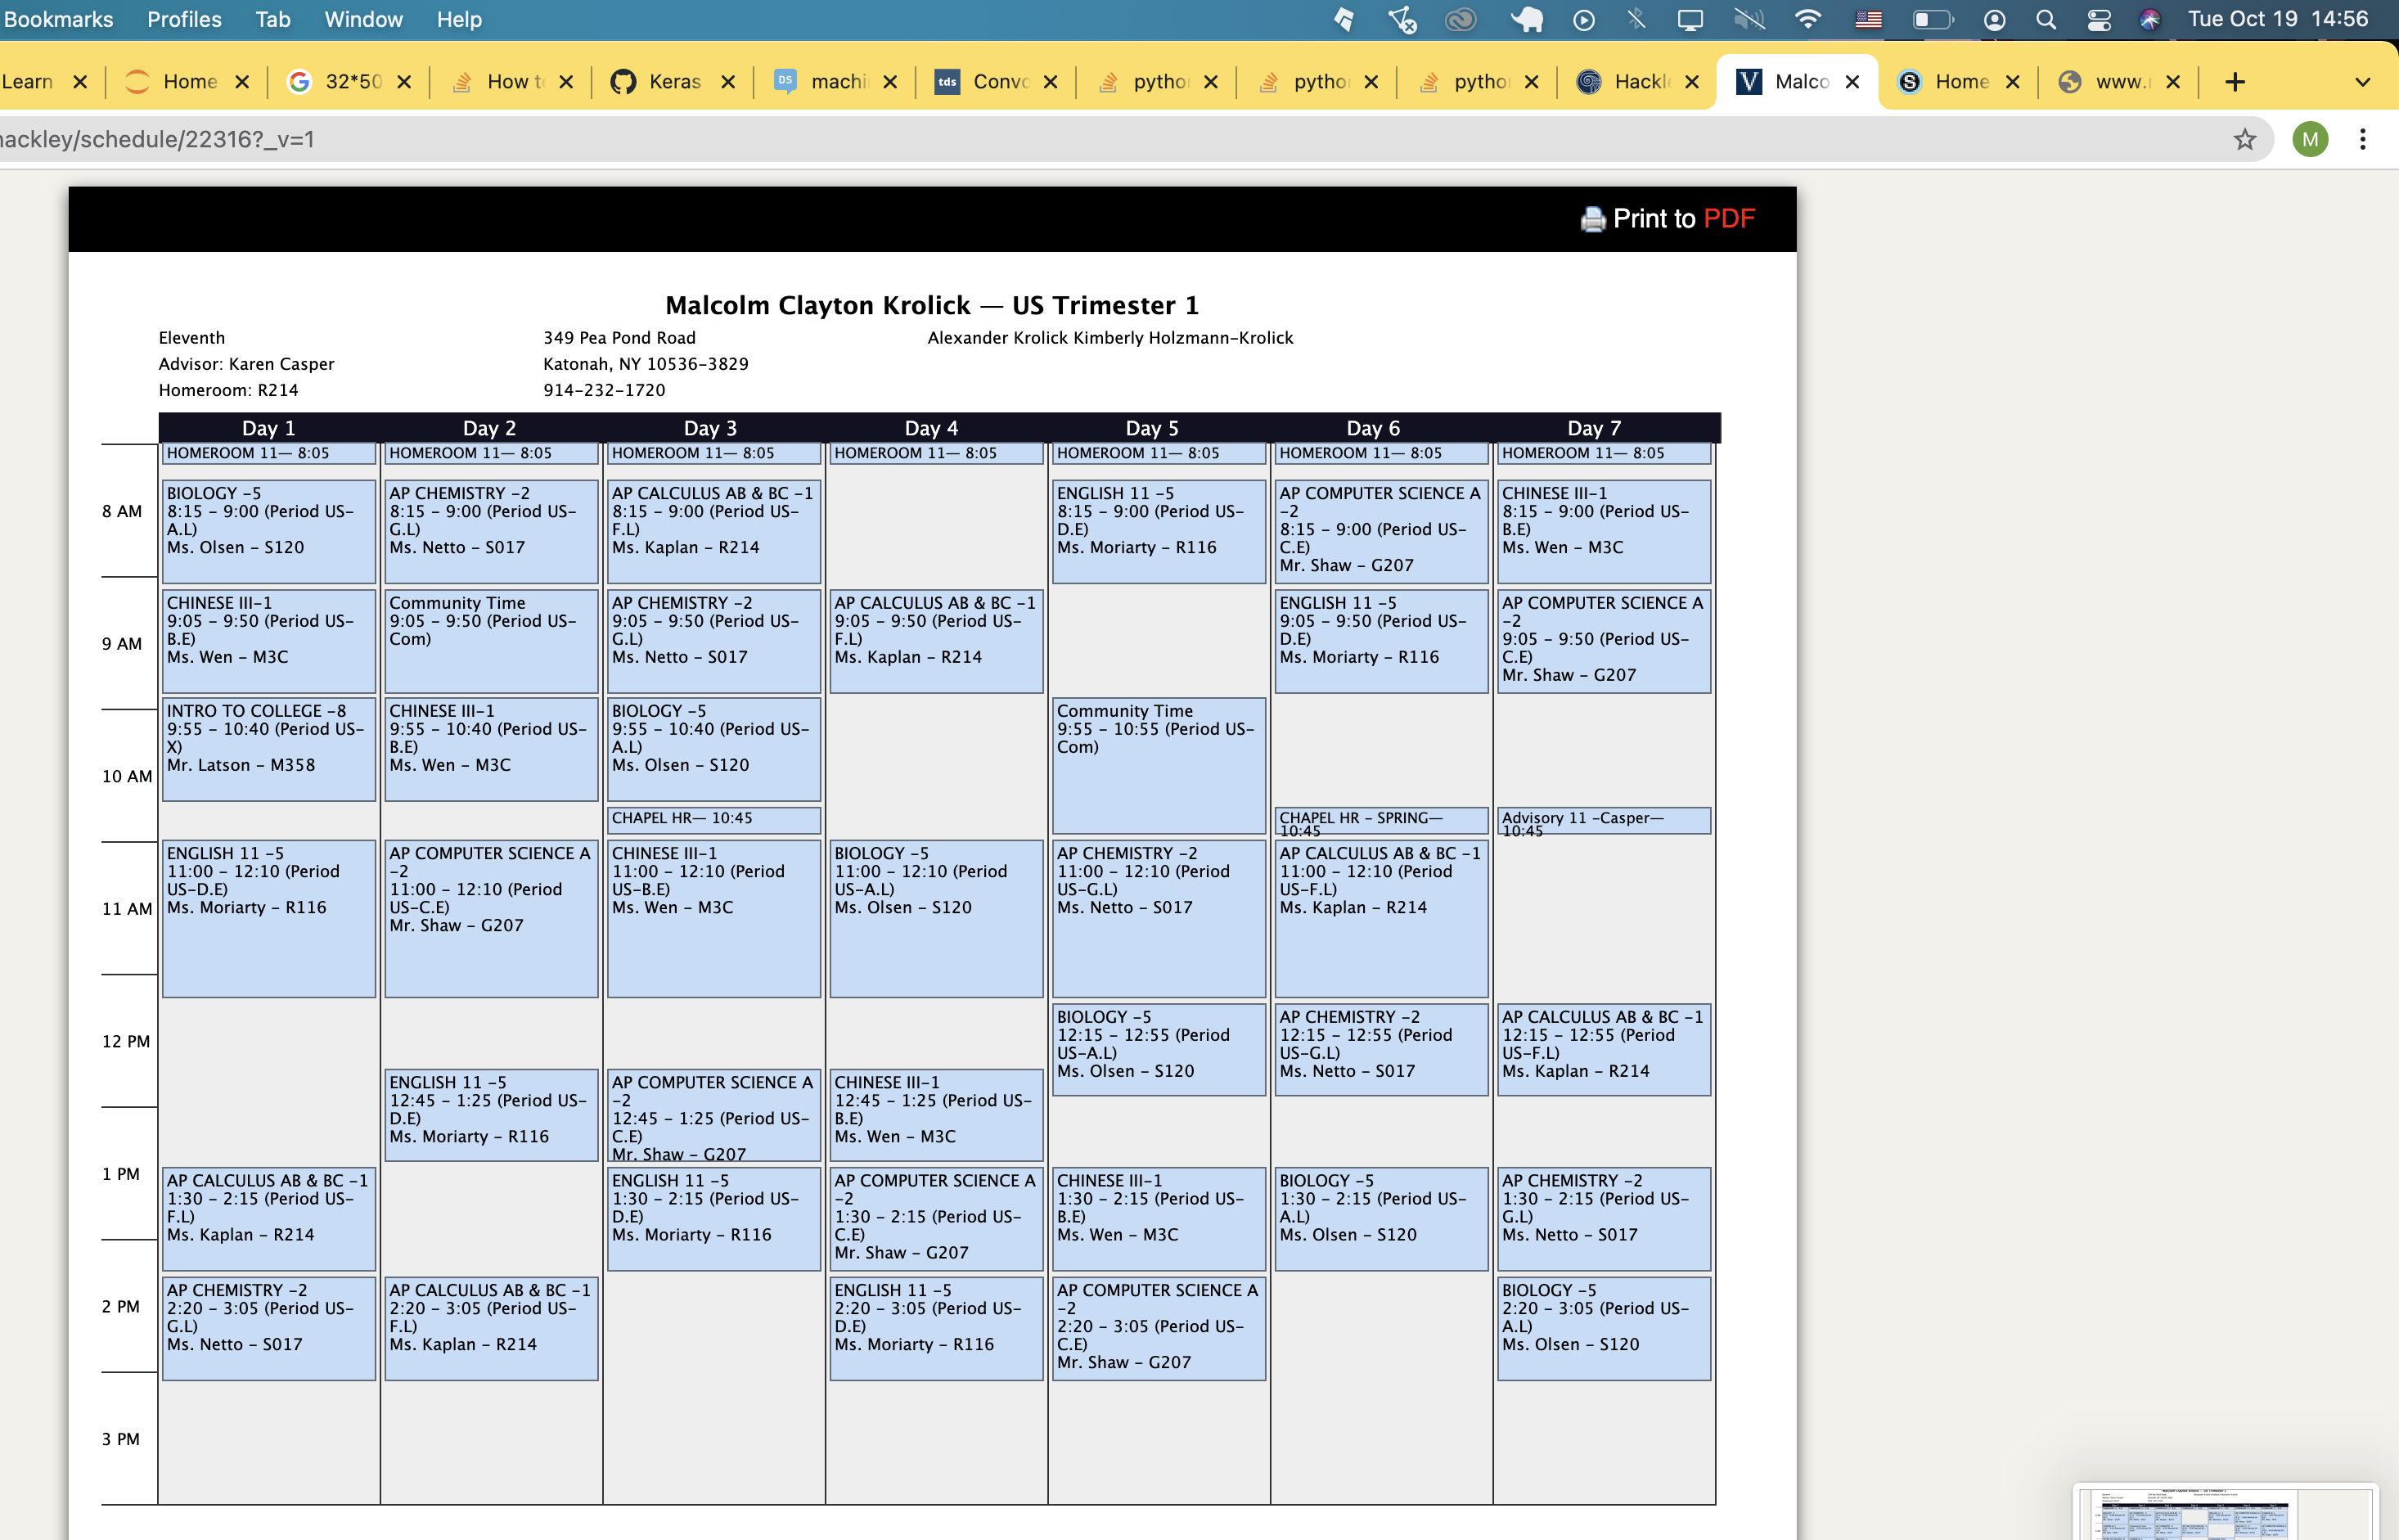 Bookmarks Profiles Tab Window Help Tue Oct 19 14:56
Learn Home 32*50 How t Keras DS machi tds Conv python python python Hackl Malco Home www.
hackley/schedule/22316?_v=1 M
Print to PDF
Malcolm Clayton Krolick — US Trimester 1
Eleventh 349 Pea Pond Road Alexander Krolick Kimberly Holzmann-Krolick
Advisor: Karen Casper Katonah, NY 10536-3829
Homeroom: R214 914-232-1720
Day 1 Day 2 Day 3 Day 4 Day 5 Day 6 Day 7
8 AM
9 AM
10 AM
11 AM
12 PM
1 PM
2 PM
3 PM
HOMEROOM 11— 8:05
BIOLOGY -5
8:15 - 9:00 (Period US-
A.L)
Ms. Olsen - S120
CHINESE III-1
9:05 - 9:50 (Period US-
B.E)
Ms. Wen - M3C
INTRO TO COLLEGE -8
9:55 - 10:40 (Period US-
X)
Mr. Latson - M358
ENGLISH 11 -5
11:00 - 12:10 (Period
US-D.E)
Ms. Moriarty - R116
AP CALCULUS AB & BC -1
1:30 - 2:15 (Period US-
F.L)
Ms. Kaplan - R214
AP CHEMISTRY -2
2:20 - 3:05 (Period US-
G.L)
Ms. Netto - S017
HOMEROOM 11— 8:05
AP CHEMISTRY -2
8:15 - 9:00 (Period US-
G.L)
Ms. Netto - S017
Community Time
9:05 - 9:50 (Period US-
Com)
CHINESE III-1
9:55 - 10:40 (Period US-
B.E)
Ms. Wen - M3C
AP COMPUTER SCIENCE A
-2
11:00 - 12:10 (Period
US-C.E)
Mr. Shaw - G207
ENGLISH 11 -5
12:45 - 1:25 (Period US-
D.E)
Ms. Moriarty - R116
AP CALCULUS AB & BC -1
2:20 - 3:05 (Period US-
F.L)
Ms. Kaplan - R214
HOMEROOM 11— 8:05
AP CALCULUS AB & BC -1
8:15 - 9:00 (Period US-
F.L)
Ms. Kaplan - R214
AP CHEMISTRY -2
9:05 - 9:50 (Period US-
G.L)
Ms. Netto - S017
BIOLOGY -5
9:55 - 10:40 (Period US-
A.L)
Ms. Olsen - S120
CHAPEL HR— 10:45
CHINESE III-1
11:00 - 12:10 (Period
US-B.E)
Ms. Wen - M3C
AP COMPUTER SCIENCE A
-2
12:45 - 1:25 (Period US-
C.E)
Mr. Shaw - G207
ENGLISH 11 -5
1:30 - 2:15 (Period US-
D.E)
Ms. Moriarty - R116
HOMEROOM 11— 8:05
AP CALCULUS AB & BC -1
9:05 - 9:50 (Period US-
F.L)
Ms. Kaplan - R214
BIOLOGY -5
11:00 - 12:10 (Period
US-A.L)
Ms. Olsen - S120
CHINESE III-1
12:45 - 1:25 (Period US-
B.E)
Ms. Wen - M3C
AP COMPUTER SCIENCE A
-2
1:30 - 2:15 (Period US-
C.E)
Mr. Shaw - G207
ENGLISH 11 -5
2:20 - 3:05 (Period US-
D.E)
Ms. Moriarty - R116
HOMEROOM 11— 8:05
ENGLISH 11 -5
8:15 - 9:00 (Period US-
D.E)
Ms. Moriarty - R116
Community Time
9:55 - 10:55 (Period US-
Com)
AP CHEMISTRY -2
11:00 - 12:10 (Period
US-G.L)
Ms. Netto - S017
BIOLOGY -5
12:15 - 12:55 (Period
US-A.L)
Ms. Olsen - S120
CHINESE III-1
1:30 - 2:15 (Period US-
B.E)
Ms. Wen - M3C
AP COMPUTER SCIENCE A
-2
2:20 - 3:05 (Period US-
C.E)
Mr. Shaw - G207
HOMEROOM 11— 8:05
AP COMPUTER SCIENCE A
-2
8:15 - 9:00 (Period US-
C.E)
Mr. Shaw - G207
ENGLISH 11 -5
9:05 - 9:50 (Period US-
D.E)
Ms. Moriarty - R116
CHAPEL HR - SPRING—
10:45
AP CALCULUS AB & BC -1
11:00 - 12:10 (Period
US-F.L)
Ms. Kaplan - R214
AP CHEMISTRY -2
12:15 - 12:55 (Period
US-G.L)
Ms. Netto - S017
BIOLOGY -5
1:30 - 2:15 (Period US-
A.L)
Ms. Olsen - S120
HOMEROOM 11— 8:05
CHINESE III-1
8:15 - 9:00 (Period US-
B.E)
Ms. Wen - M3C
AP COMPUTER SCIENCE A
-2
9:05 - 9:50 (Period US-
C.E)
Mr. Shaw - G207
Advisory 11 -Casper—
10:45
AP CALCULUS AB & BC -1
12:15 - 12:55 (Period
US-F.L)
Ms. Kaplan - R214
AP CHEMISTRY -2
1:30 - 2:15 (Period US-
G.L)
Ms. Netto - S017
BIOLOGY -5
2:20 - 3:05 (Period US-
A.L)
Ms. Olsen - S120